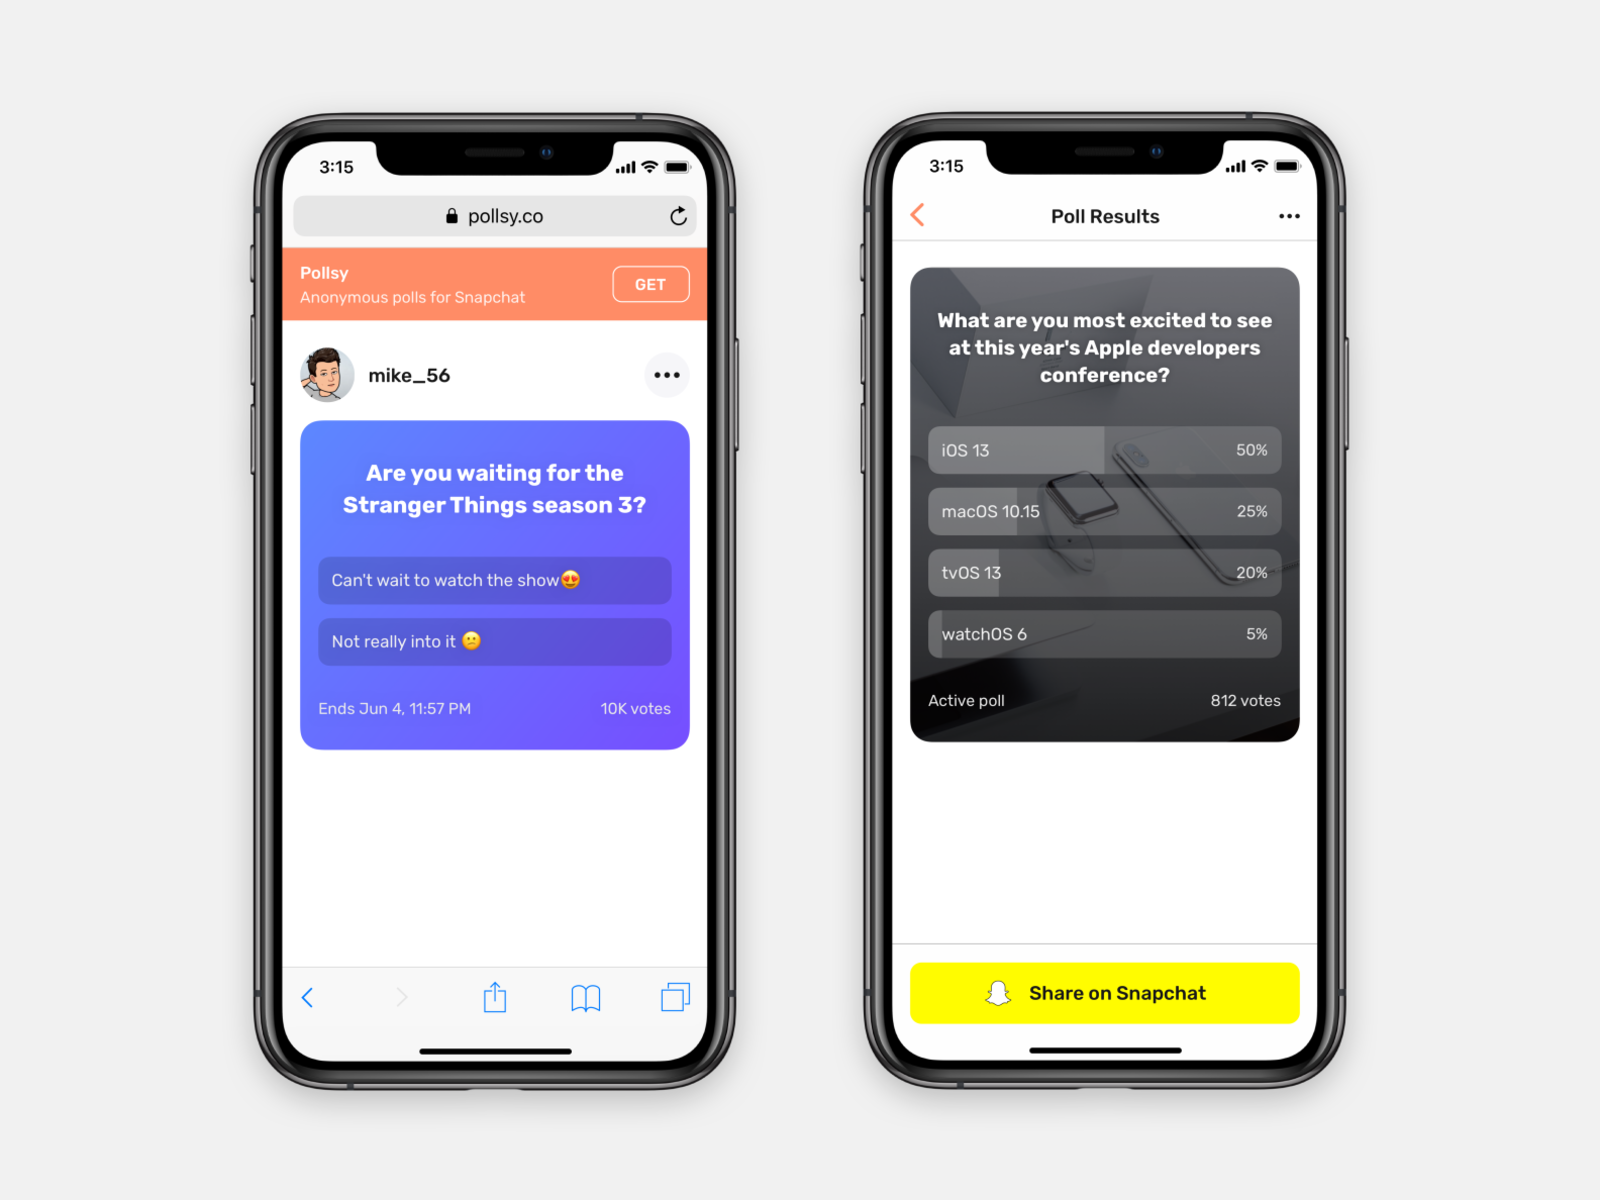 3:15
pollsy.co
Pollsy
Anonymous polls for Snapchat
GET
mike_56
Are you waiting for the
Stranger Things season 3?
Can't wait to watch the show😍
Not really into it 😕
Ends Jun 4, 11:57 PM
10K votes
3:15
Poll Results
What are you most excited to see
at this year's Apple developers
conference?
iOS 13
50%
macOS 10.15
25%
tvOS 13
20%
watchOS 6
5%
Active poll
812 votes
Share on Snapchat